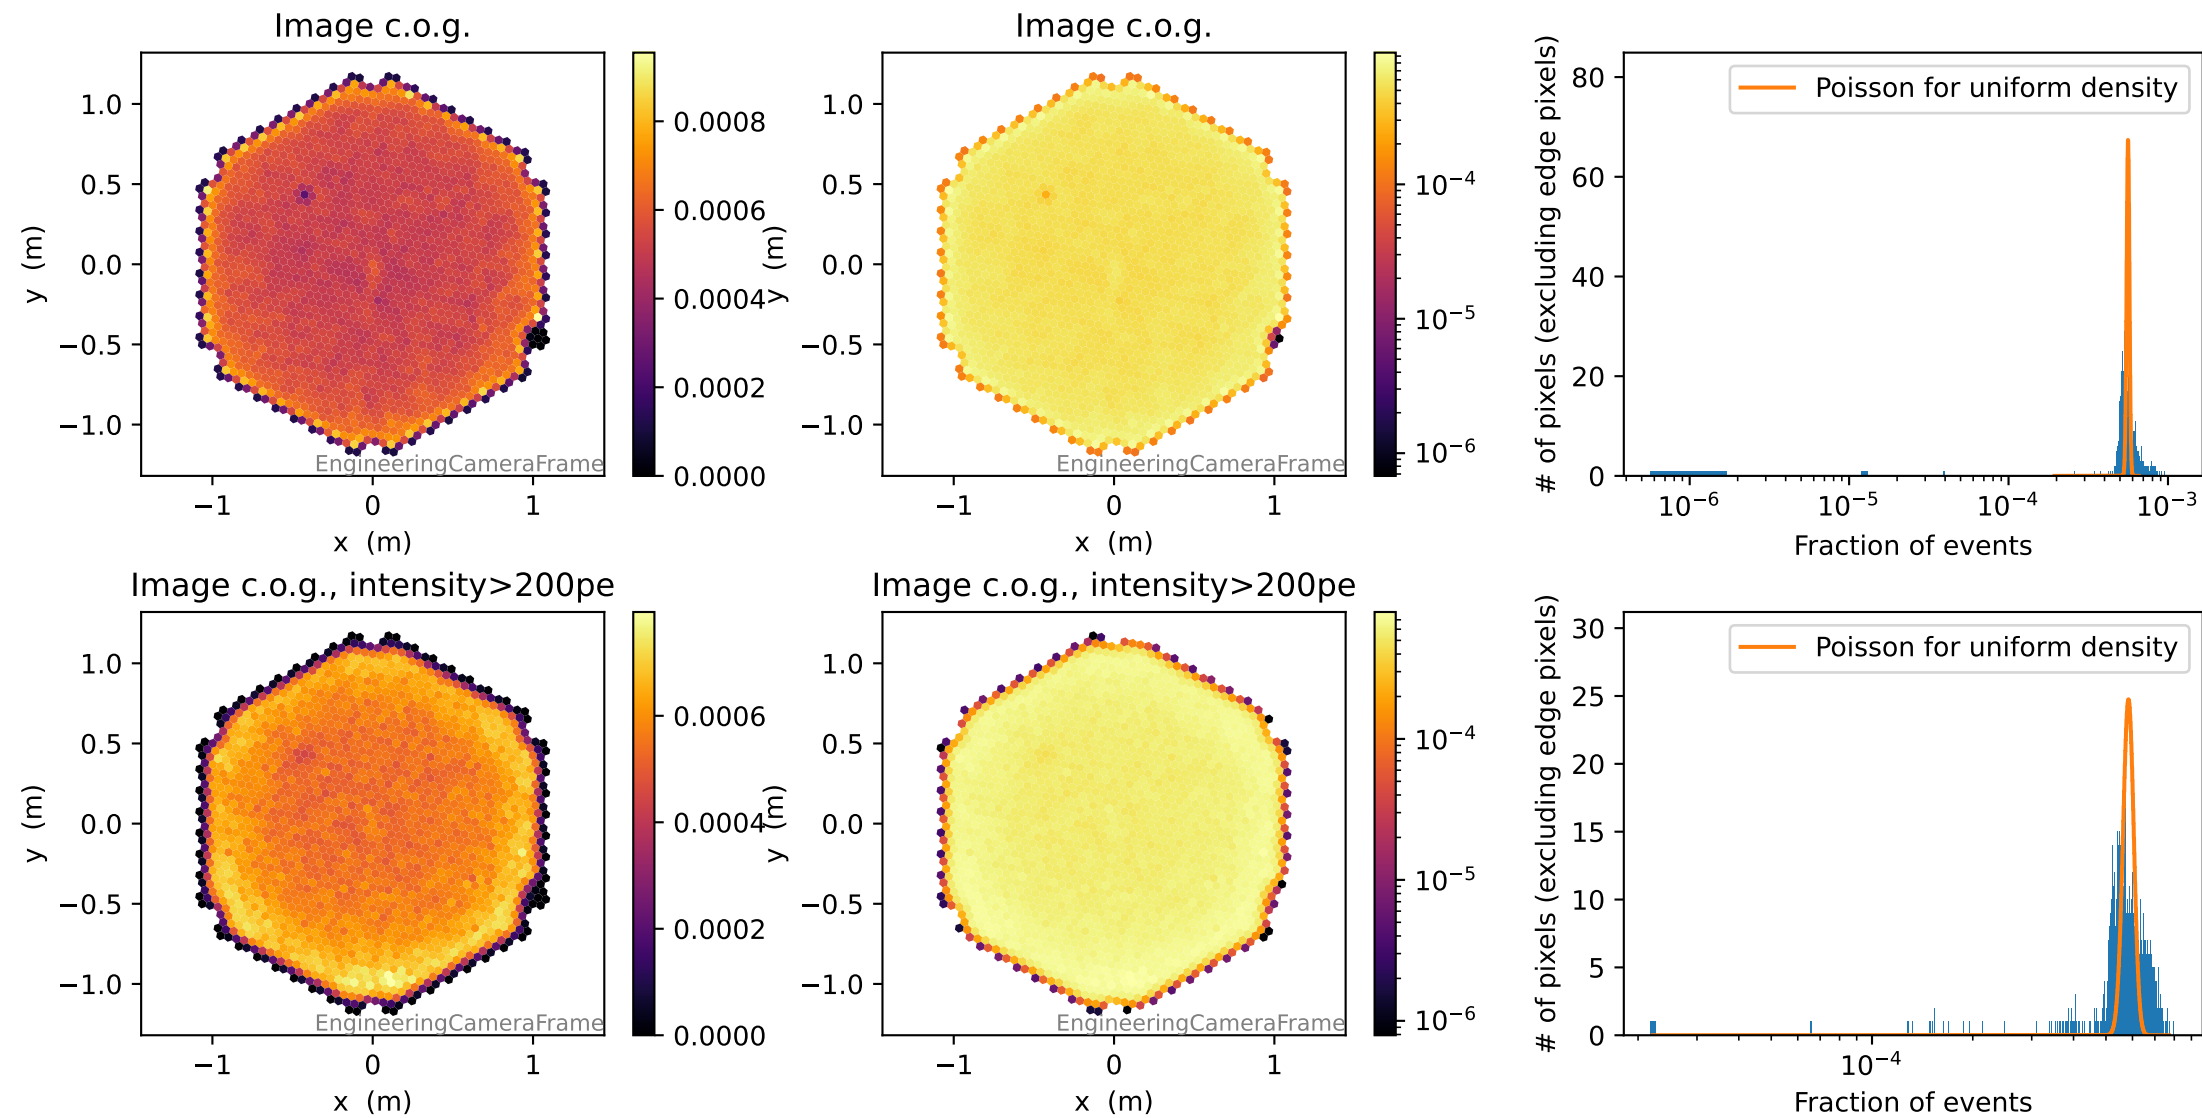 Image c.o.g.
1.0
0.5
0.0
−0.5
−1.0
y (m)
−1
0
1
x (m)
EngineeringCameraFrame
0.0008
0.0006
0.0004
0.0002
0.0000
Image c.o.g.
1.0
0.5
0.0
−0.5
−1.0
y (m)
−1
0
1
x (m)
EngineeringCameraFrame
10⁻⁴
10⁻⁵
10⁻⁶
# of pixels (excluding edge pixels)
80
60
40
20
0
Poisson for uniform density
10⁻⁶
10⁻⁵
10⁻⁴
10⁻³
Fraction of events
Image c.o.g., intensity>200pe
1.0
0.5
0.0
−0.5
−1.0
y (m)
−1
0
1
x (m)
EngineeringCameraFrame
0.0006
0.0004
0.0002
0.0000
Image c.o.g., intensity>200pe
1.0
0.5
0.0
−0.5
−1.0
y (m)
−1
0
1
x (m)
EngineeringCameraFrame
10⁻⁴
10⁻⁵
10⁻⁶
# of pixels (excluding edge pixels)
30
25
20
15
10
5
0
Poisson for uniform density
10⁻⁴
Fraction of events